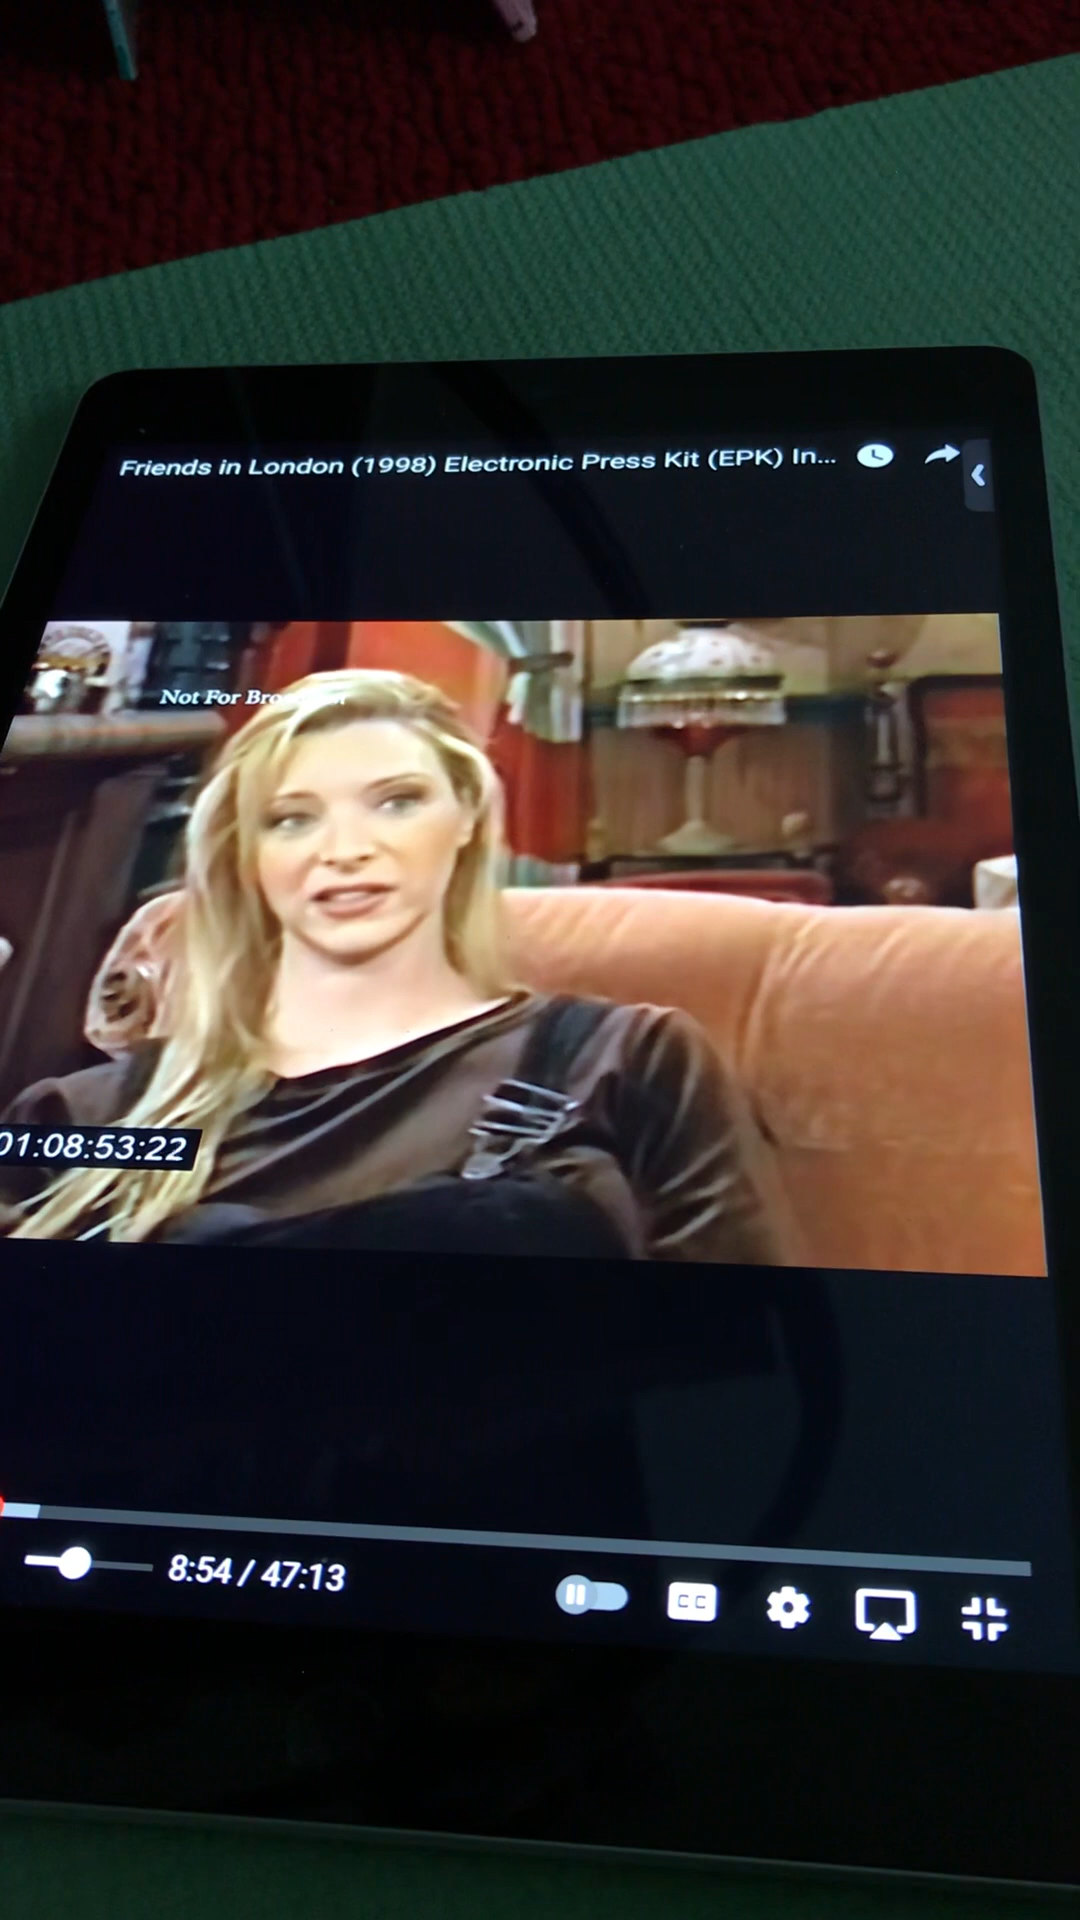 Friends in London (1998) Electronic Press Kit (EPK) In...
Not For
01:08:53:22
8:54 / 47:13
CC